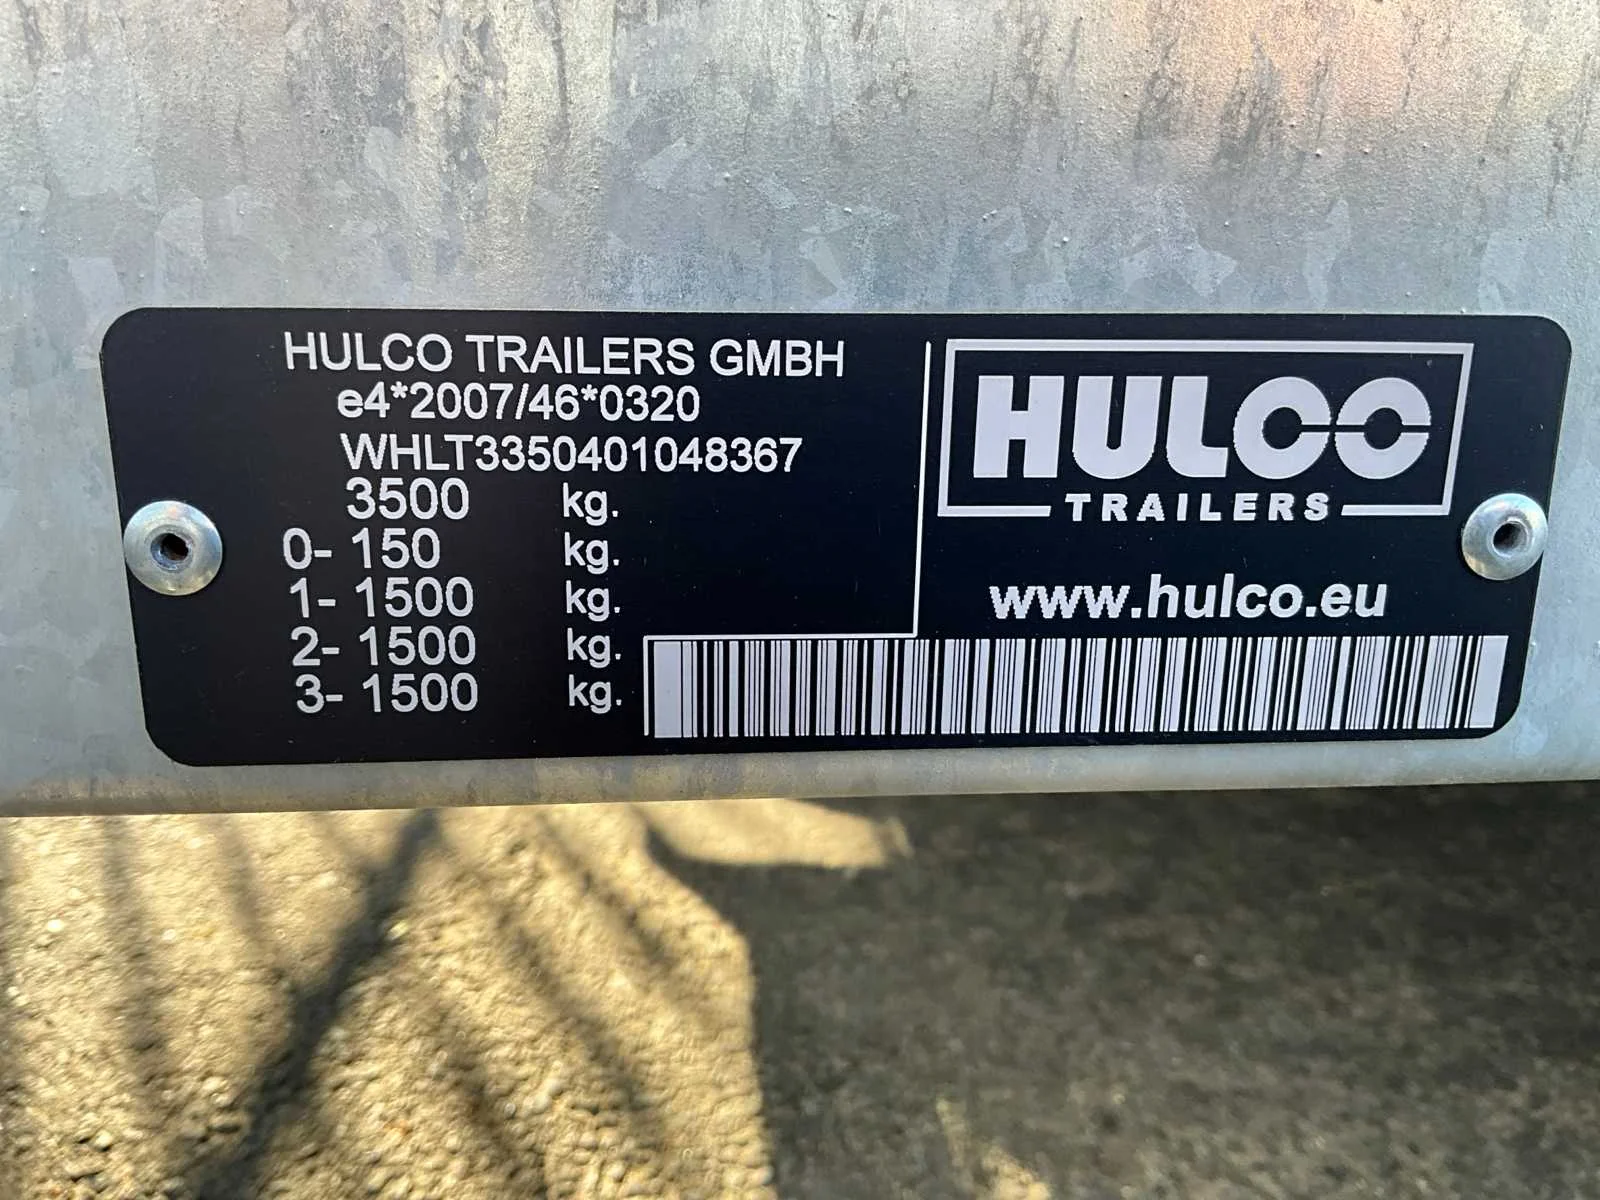 HULCO TRAILERS GMBH
e4*2007/46*0320
WHLT3350401048367
3500 kg.
0- 150 kg.
1- 1500 kg.
2- 1500 kg.
3- 1500 kg.
HULCO
TRAILERS
www.hulco.eu